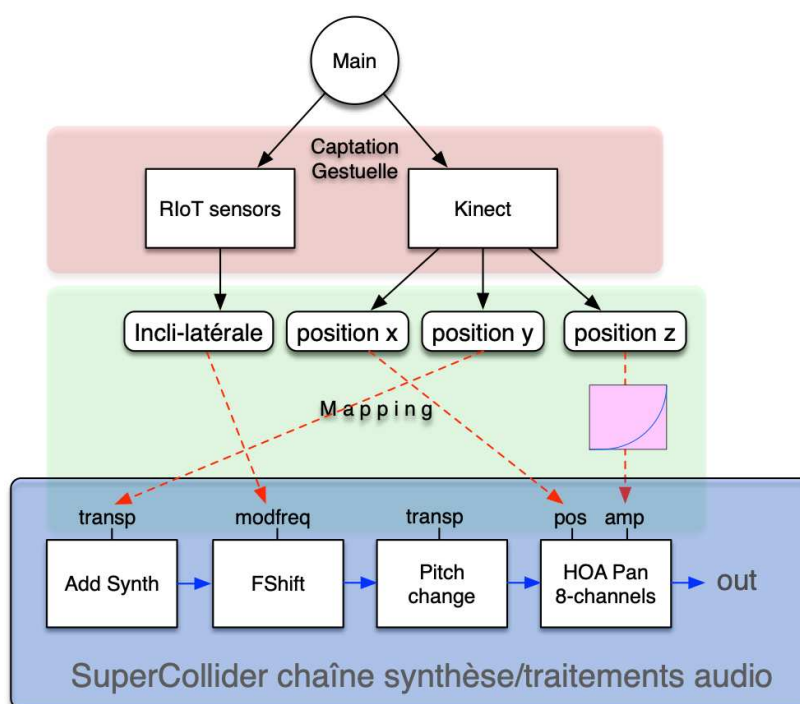 Main
Captation
Gestuelle
RIoT sensors
Kinect
Incli-latérale
position x
position y
position z
Mapping
transp
modfreq
transp
pos
amp
Add Synth
FShift
Pitch
change
HOA Pan
8-channels
out
SuperCollider chaîne synthèse/traitements audio